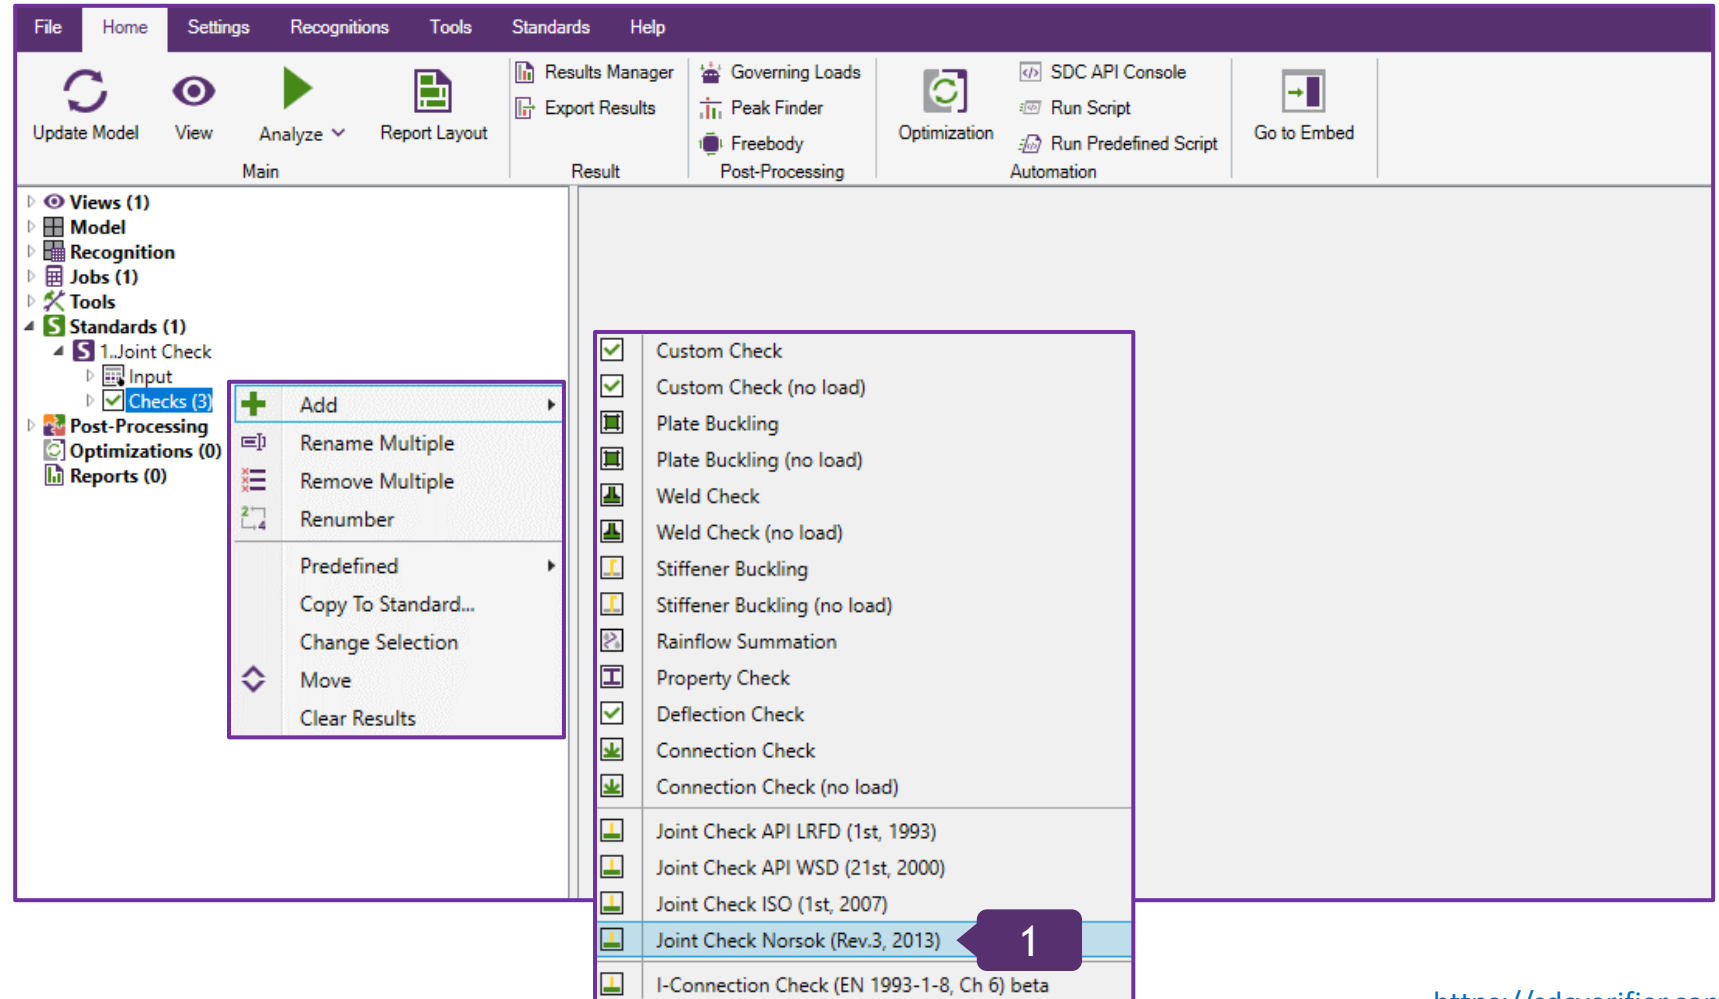 File Home Settings Recognitions Tools Standards Help
Results Manager Governing Loads SDC API Console
Export Results Peak Finder Run Script
Update Model View Analyze Report Layout Freebody Optimization Run Predefined Script Go to Embed
Main Result Post-Processing Automation
Views (1)
Model
Recognition
Jobs (1)
Tools
Standards (1)
1..Joint Check
Input
Checks (3)
Post-Processing
Optimizations (0)
Reports (0)
Add
Rename Multiple
Remove Multiple
Renumber
Predefined
Copy To Standard...
Change Selection
Move
Clear Results
Custom Check
Custom Check (no load)
Plate Buckling
Plate Buckling (no load)
Weld Check
Weld Check (no load)
Stiffener Buckling
Stiffener Buckling (no load)
Rainflow Summation
Property Check
Deflection Check
Connection Check
Connection Check (no load)
Joint Check API LRFD (1st, 1993)
Joint Check API WSD (21st, 2000)
Joint Check ISO (1st, 2007)
Joint Check Norsok (Rev.3, 2013) 1
I-Connection Check (EN 1993-1-8, Ch 6) beta